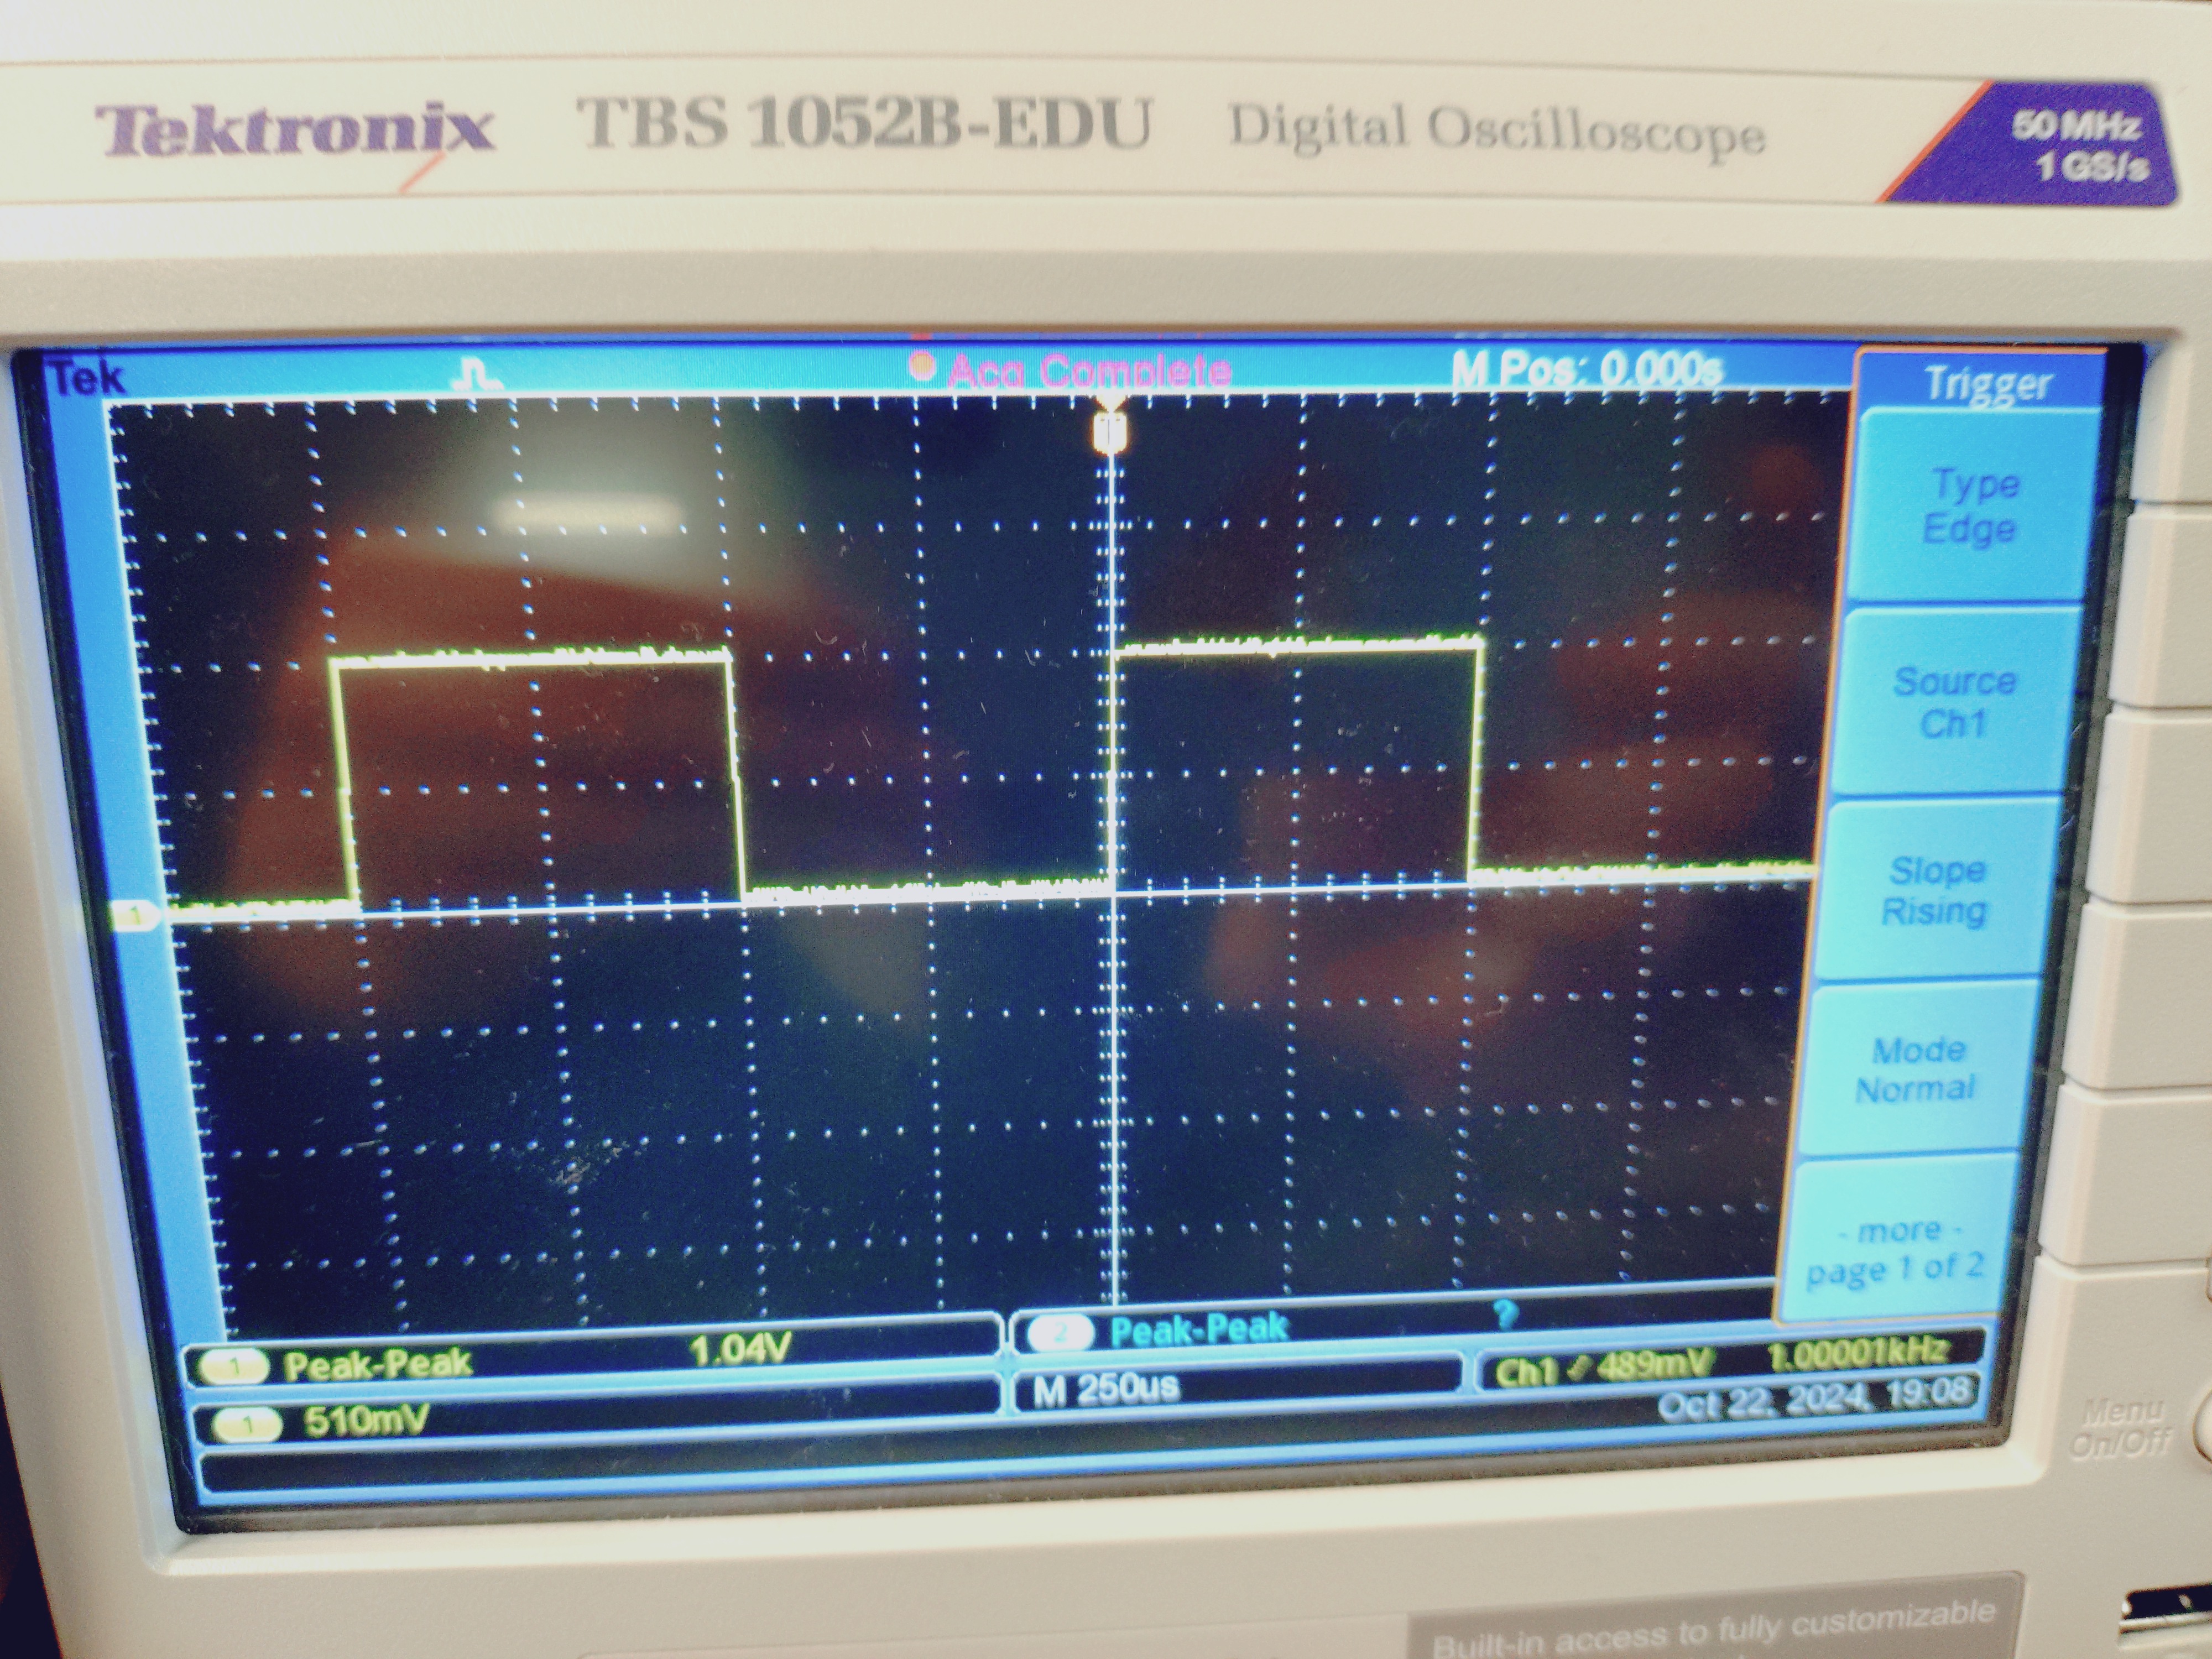 Tektronix TBS 1052B-EDU Digital Oscilloscope 50 MHz
1 GS/s
Tek Acq Complete M Pos: 0.000s
Trigger
Type
Edge
Source
Ch1
Slope
Rising
Mode
Normal
- more -
page 1 of 2
1
1 Peak-Peak 1.04V
2 Peak-Peak ?
1 510mV
M 250us
Ch1 489mV 1.00001kHz
Oct 22, 2024, 19:08
Menu
On/Off
Built-in access to fully customizable